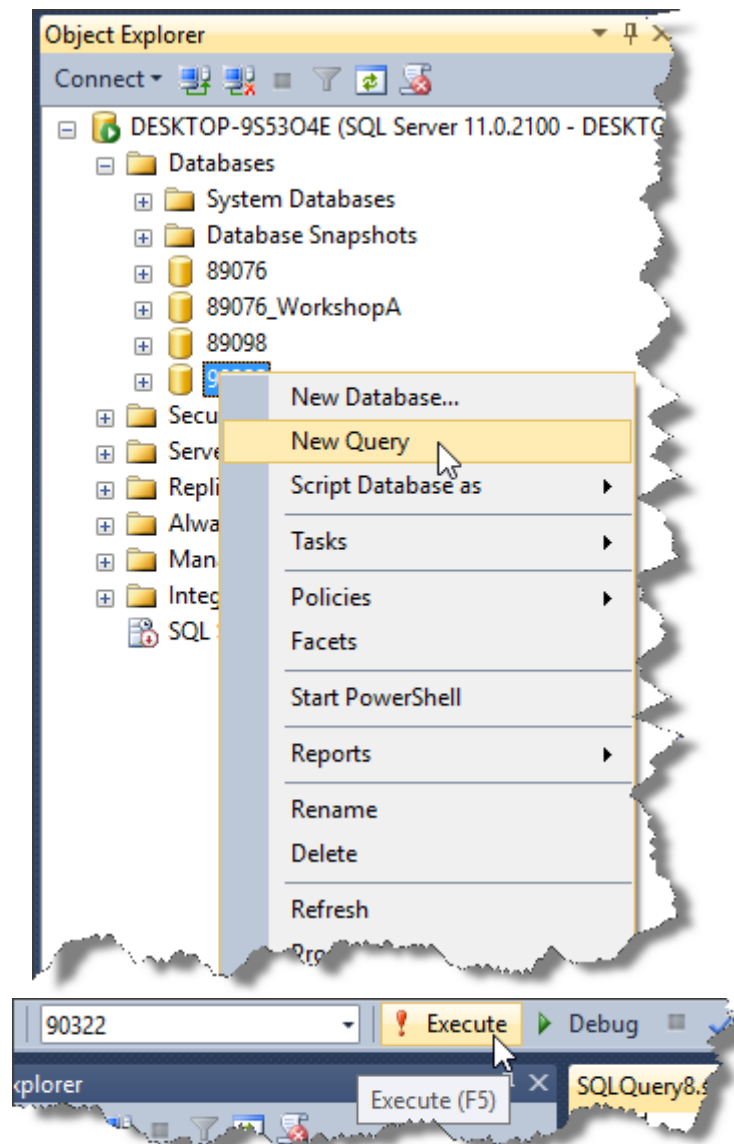 Object Explorer
Connect
DESKTOP-9S53O4E (SQL Server 11.0.2100 - DESKTO
Databases
System Databases
Database Snapshots
89076
89076_WorkshopA
89098
New Database...
Secu
New Query
Serve
Script Database as
Repli
Alwa
Tasks
Man
Integ
Policies
SQL
Facets
Start PowerShell
Reports
Rename
Delete
Refresh
90322
Execute
Debug
xplorer
Execute (F5)
SQLQuery8.s